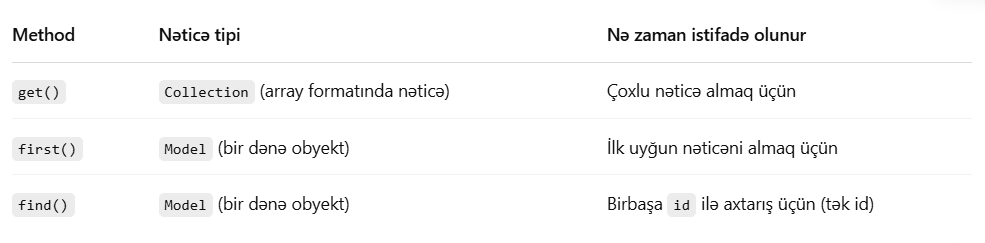 Method Nəticə tipi Nə zaman istifadə olunur
get() Collection (array formatında nəticə) Çoxlu nəticə almaq üçün
first() Model (bir dənə obyekt) İlk uyğun nəticəni almaq üçün
find() Model (bir dənə obyekt) Birbaşa id ilə axtarış üçün (tək id)